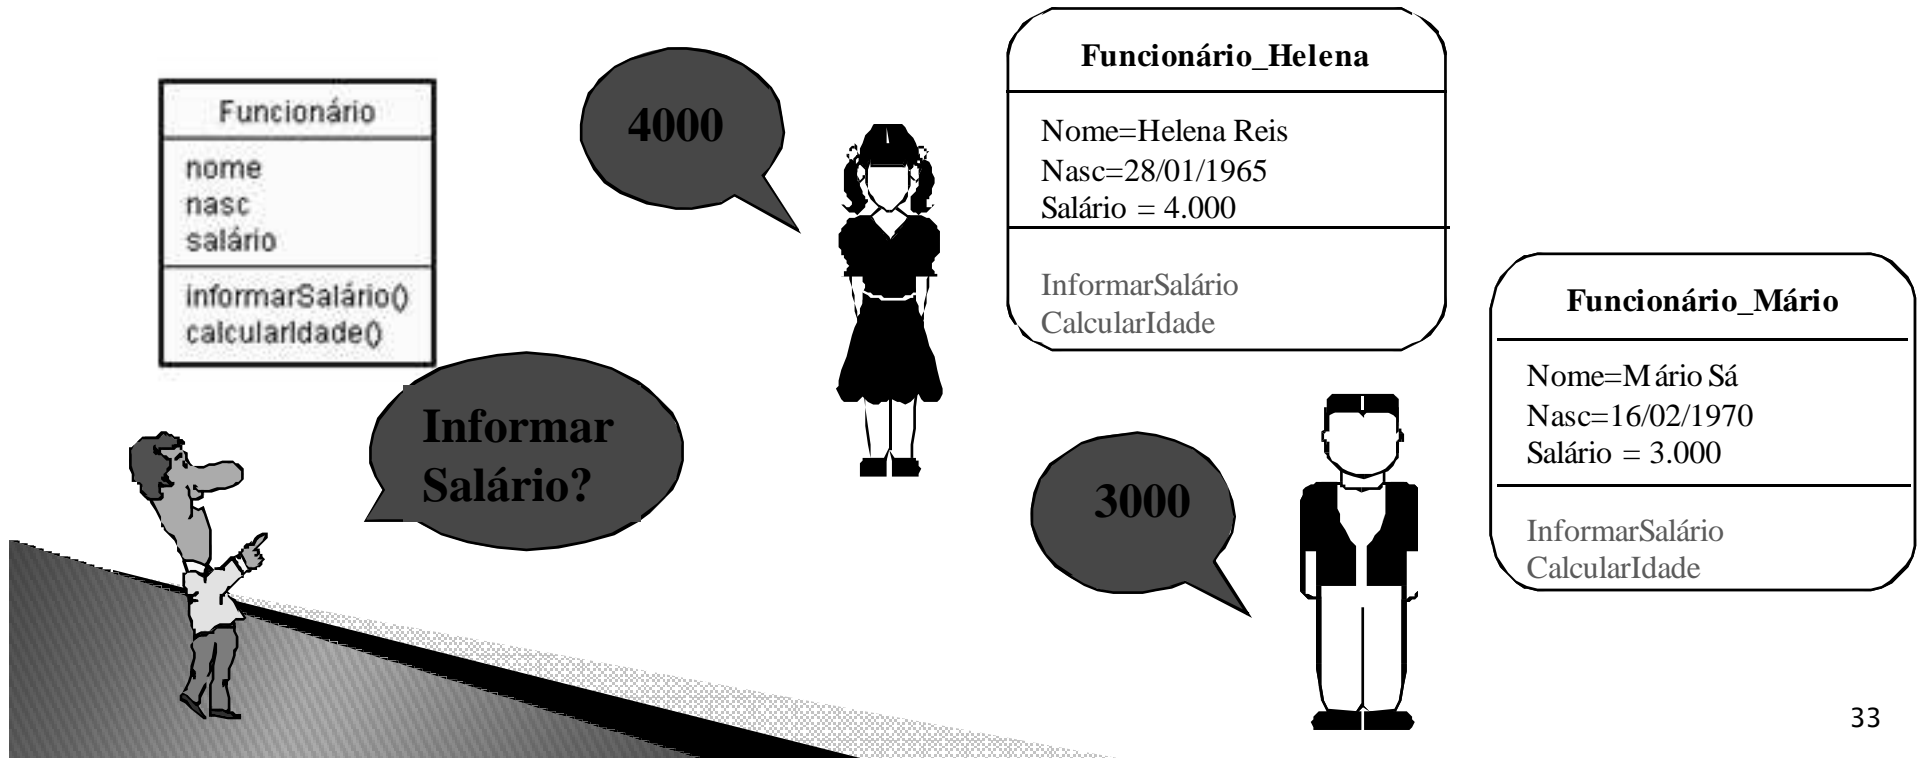 Funcionário
nome
nasc
salário
informarSalário()
calcularIdade()
4000
Funcionário_Helena
Nome=Helena Reis
Nasc=28/01/1965
Salário = 4.000
InformarSalário
CalcularIdade
Informar
Salário?
3000
Funcionário_Mário
Nome=Mário Sá
Nasc=16/02/1970
Salário = 3.000
InformarSalário
CalcularIdade
33